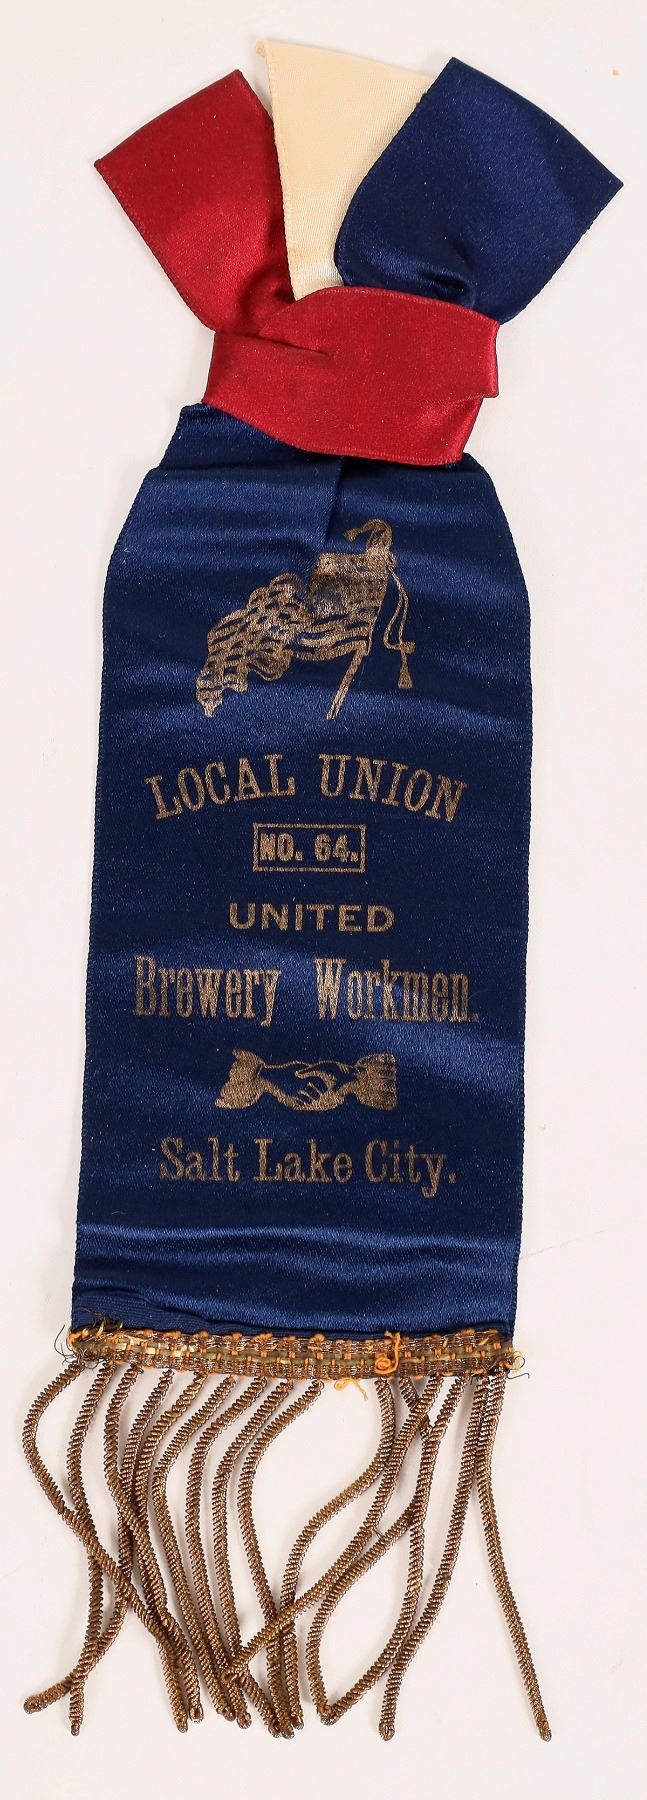 LOCAL UNION
NO. 64.
UNITED
Brewery Workmen.
Salt Lake City.